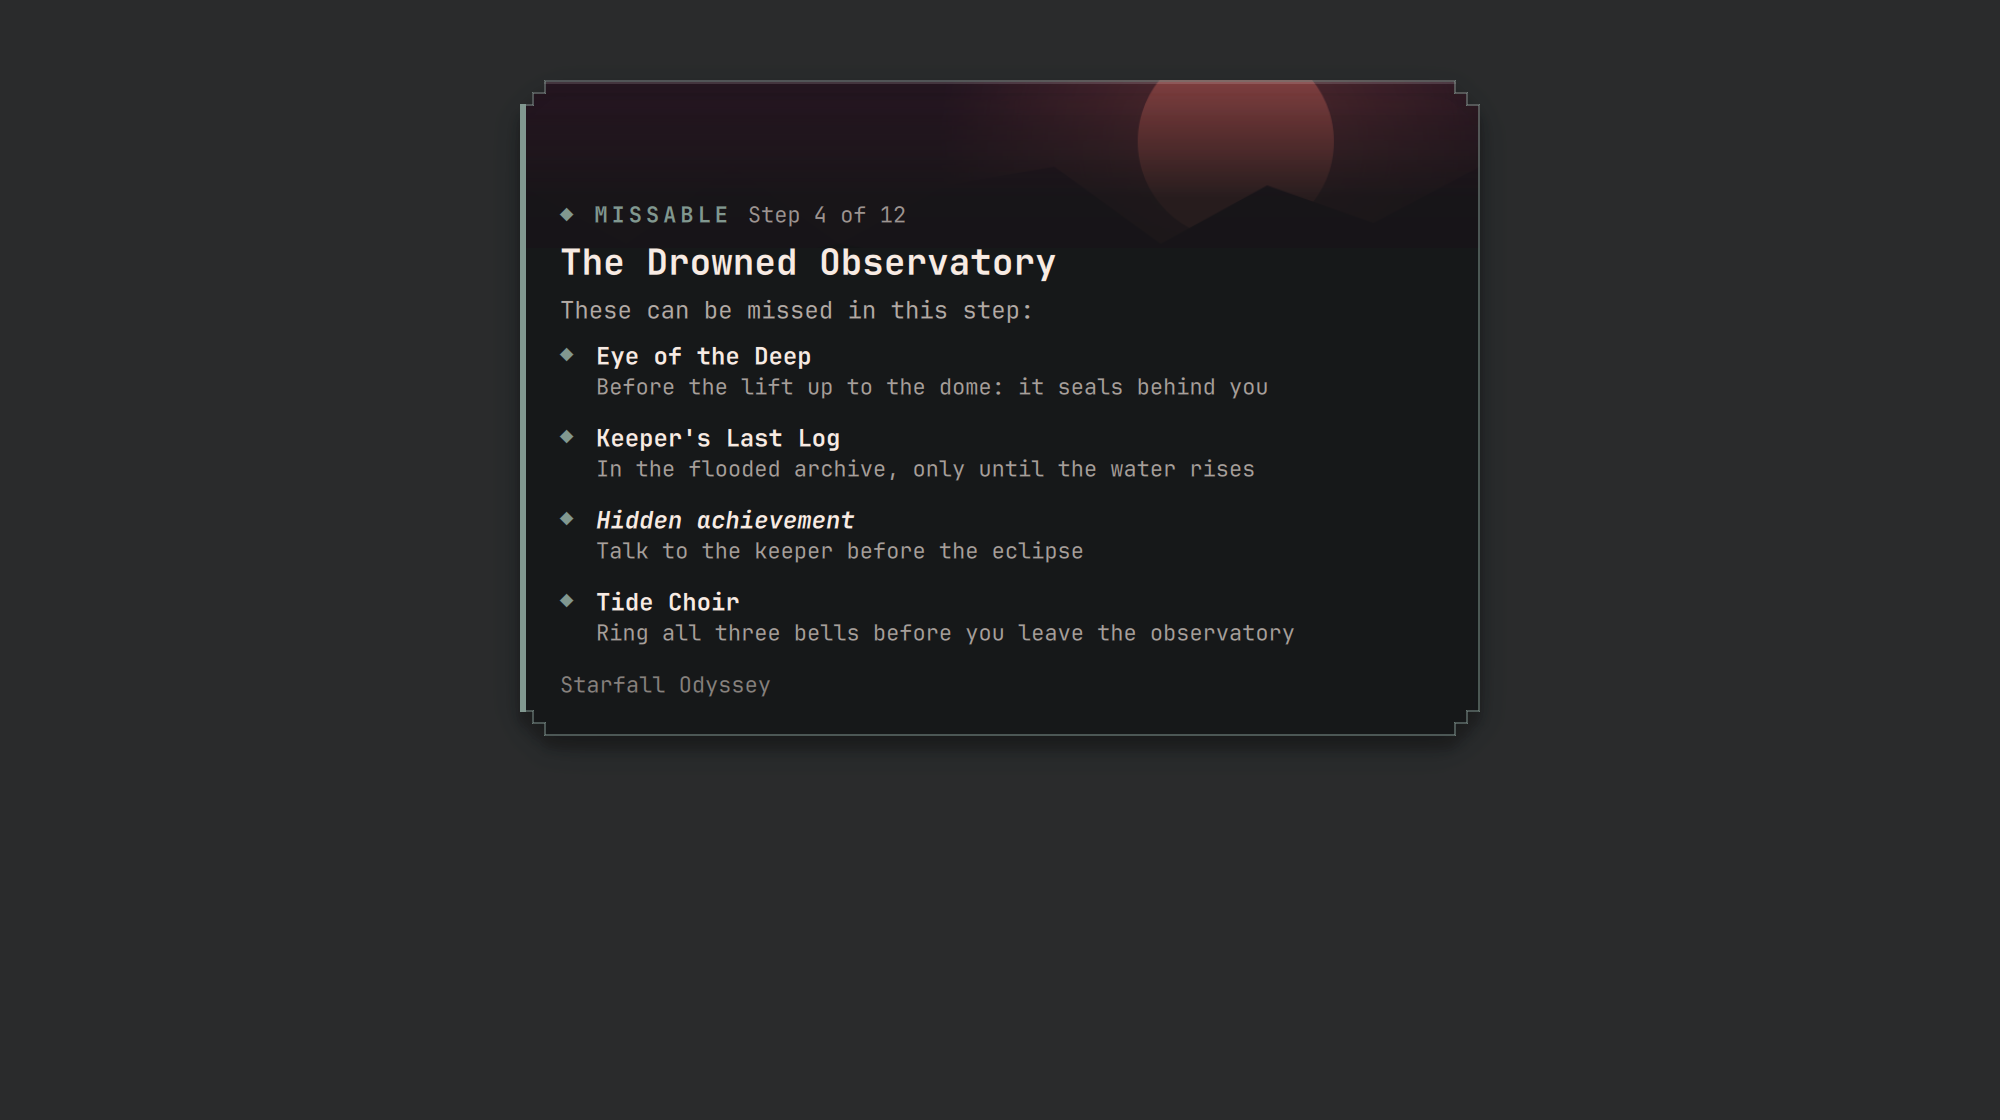 MISSABLE Step 4 of 12
The Drowned Observatory
These can be missed in this step:
Eye of the Deep
Before the lift up to the dome: it seals behind you
Keeper's Last Log
In the flooded archive, only until the water rises
Hidden achievement
Talk to the keeper before the eclipse
Tide Choir
Ring all three bells before you leave the observatory
Starfall Odyssey